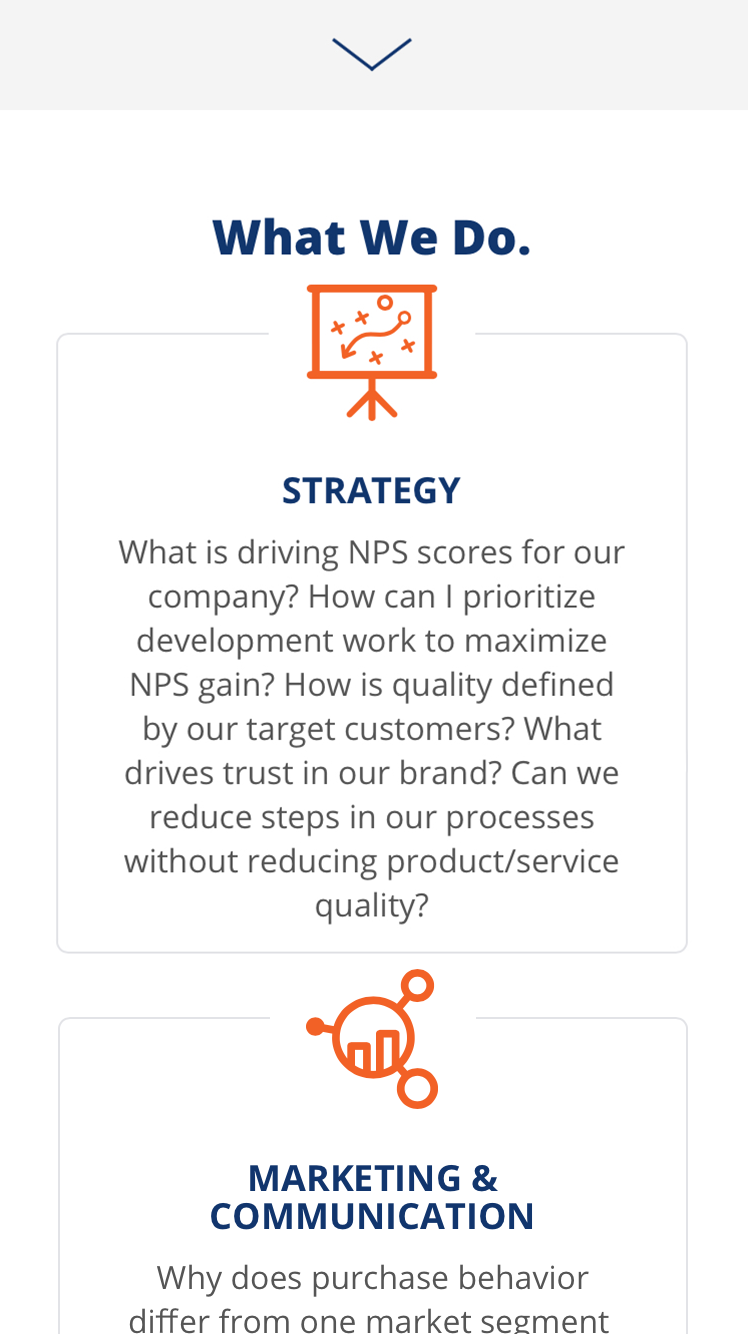 What We Do.
STRATEGY
What is driving NPS scores for our
company? How can I prioritize
development work to maximize
NPS gain? How is quality defined
by our target customers? What
drives trust in our brand? Can we
reduce steps in our processes
without reducing product/service
quality?
MARKETING &
COMMUNICATION
Why does purchase behavior
differ from one market segment